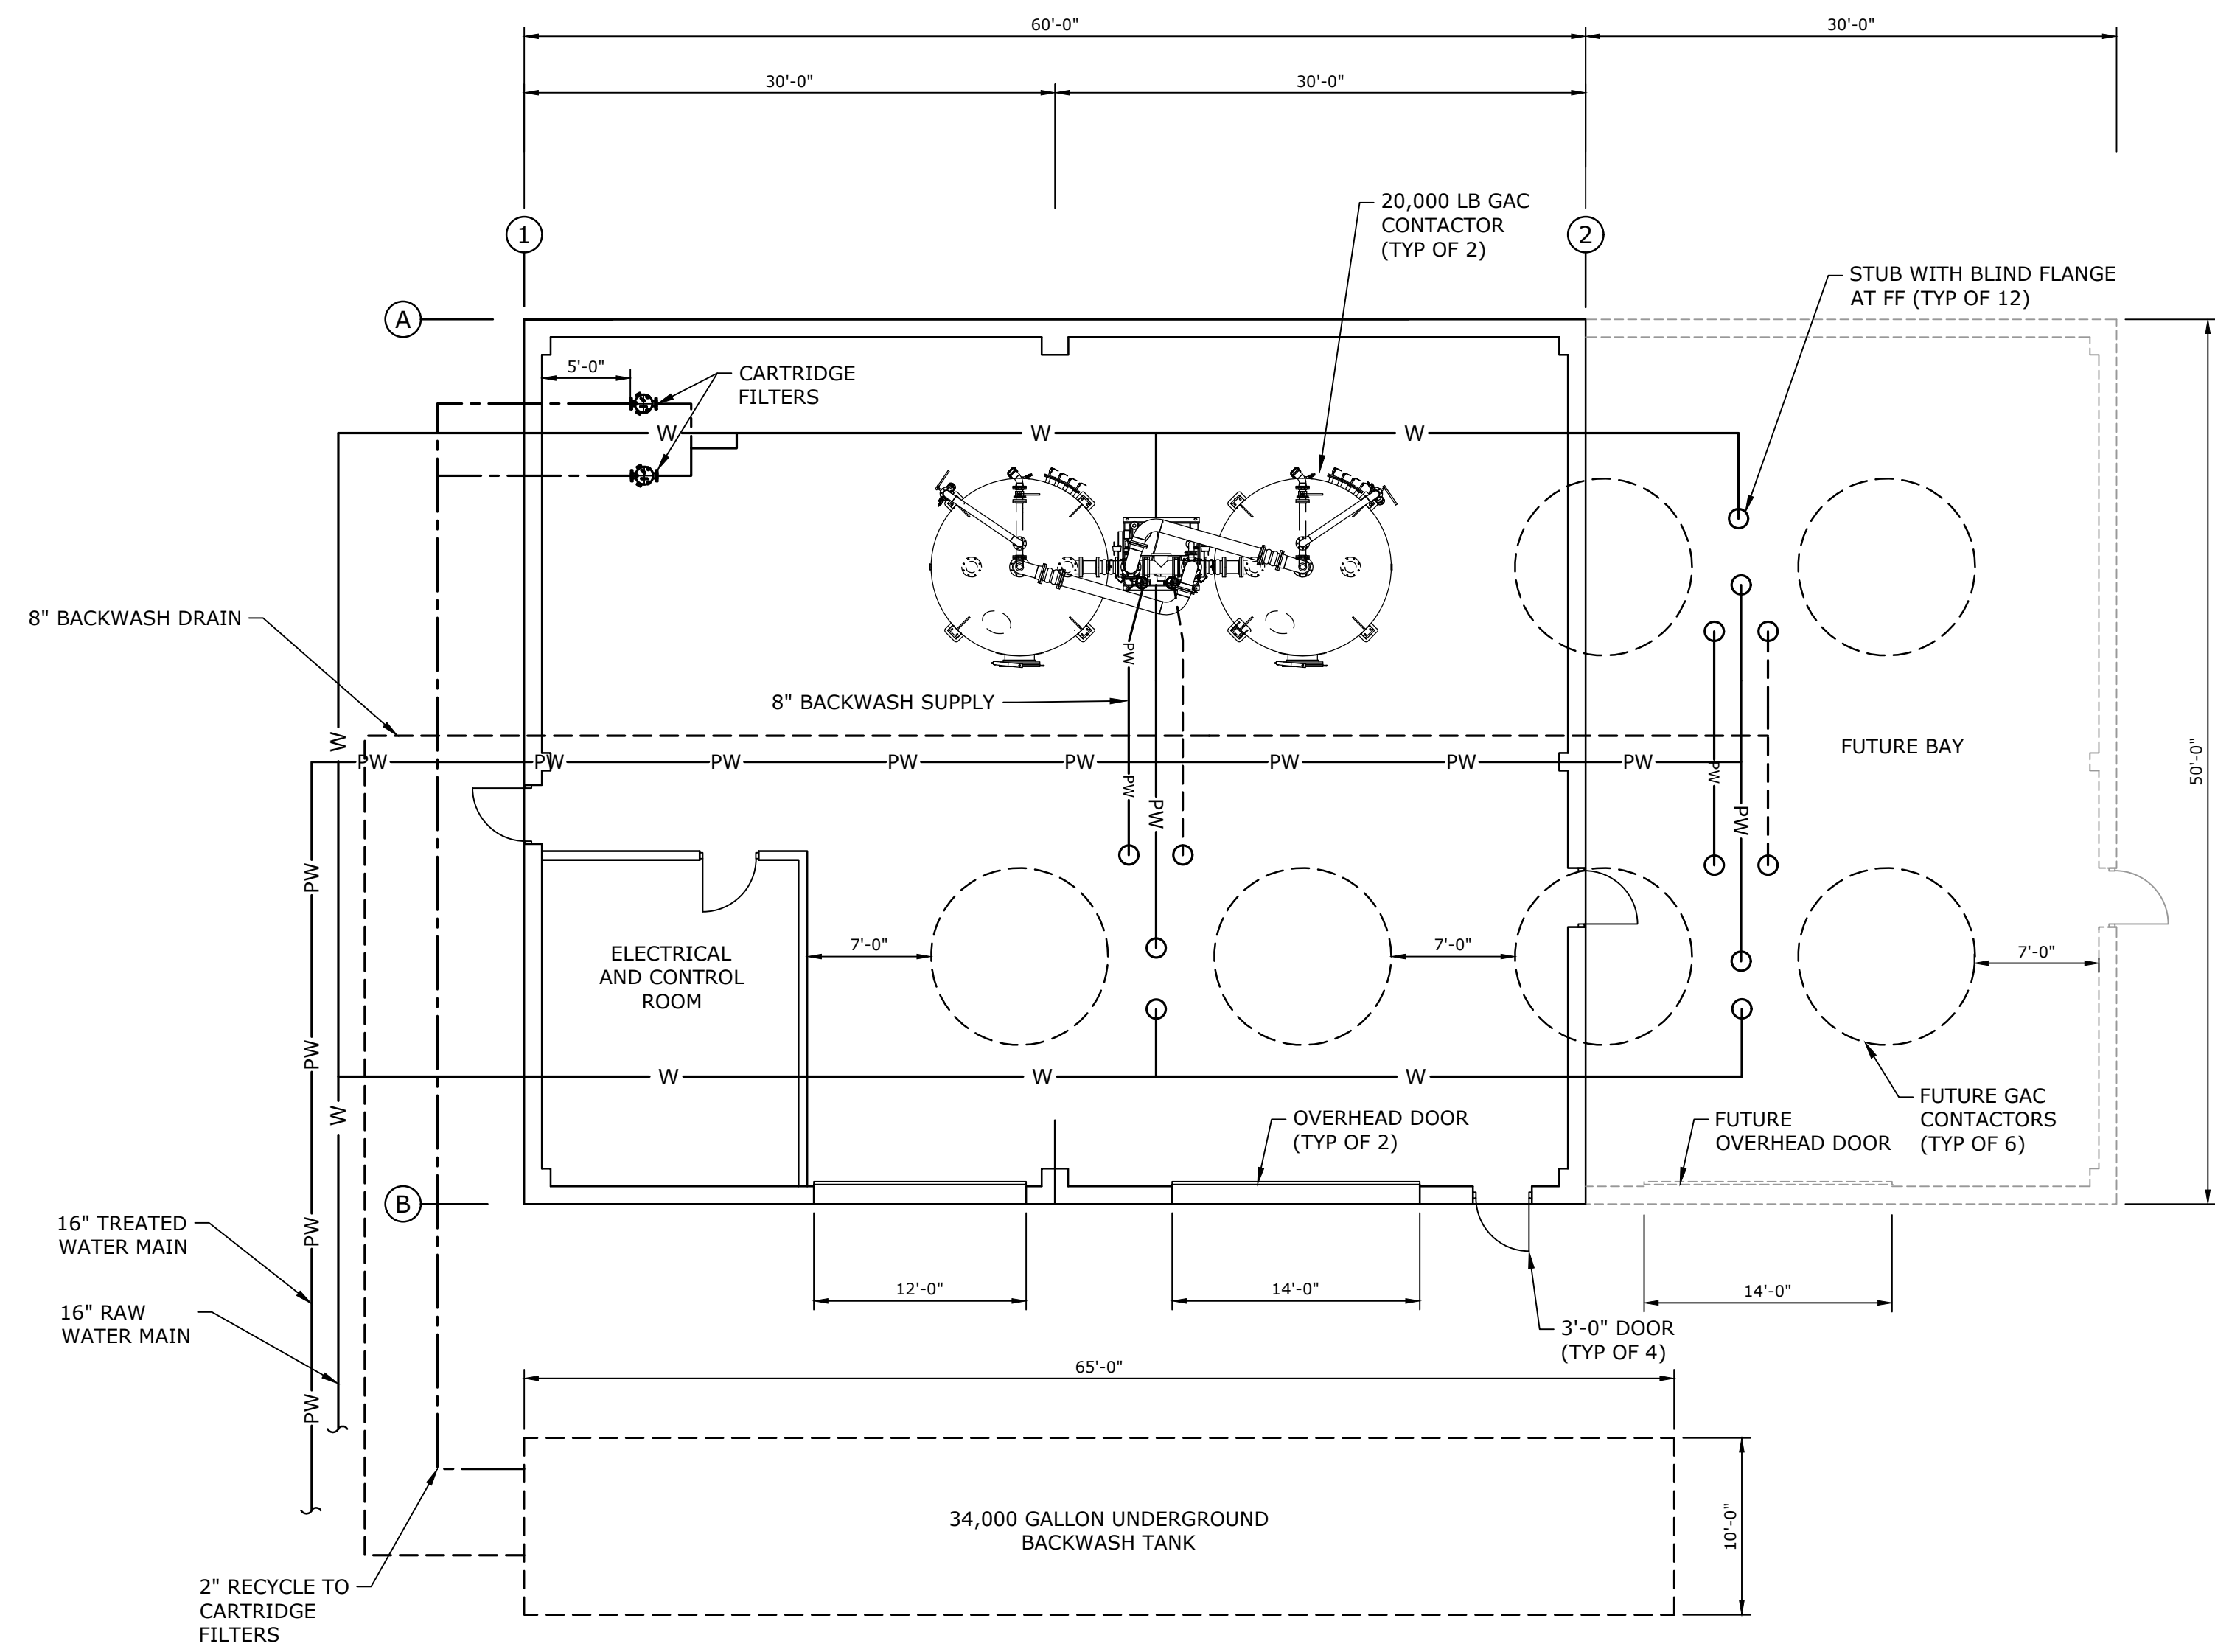 60'-0"
30'-0"
30'-0"
30'-0"
20,000 LB GAC
CONTACTOR
(TYP OF 2)
1
2
STUB WITH BLIND FLANGE
AT FF (TYP OF 12)
A
5'-0"
CARTRIDGE
FILTERS
W
W
W
8" BACKWASH DRAIN
PW
8" BACKWASH SUPPLY
W
FUTURE BAY
50'-0"
PW
PW
PW
PW
PW
PW
PW
PW
PW
PW
PW
PW
PW
ELECTRICAL
AND CONTROL
ROOM
7'-0"
7'-0"
7'-0"
PW
W
W
W
W
OVERHEAD DOOR
(TYP OF 2)
FUTURE
OVERHEAD DOOR
FUTURE GAC
CONTACTORS
(TYP OF 6)
B
16" TREATED
WATER MAIN
PW
12'-0"
14'-0"
14'-0"
16" RAW
WATER MAIN
3'-0" DOOR
(TYP OF 4)
65'-0"
PW
34,000 GALLON UNDERGROUND
BACKWASH TANK
10'-0"
2" RECYCLE TO
CARTRIDGE
FILTERS